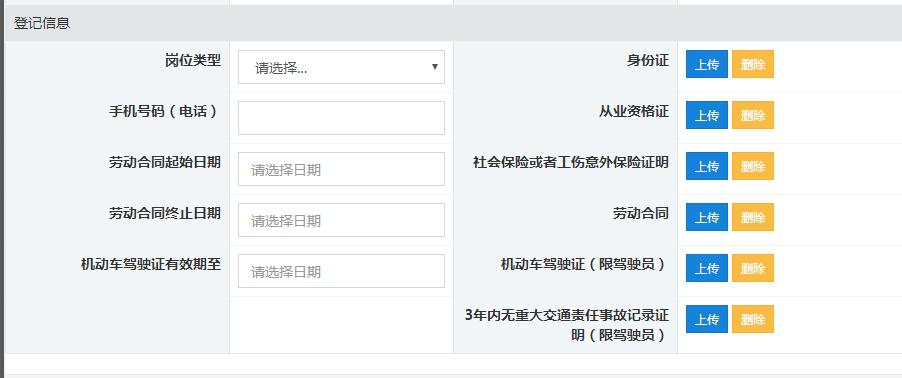 登记信息
岗位类型 请选择... 身份证 上传 删除
手机号码（电话） 从业资格证 上传 删除
劳动合同起始日期 请选择日期 社会保险或者工伤意外保险证明 上传 删除
劳动合同终止日期 请选择日期 劳动合同 上传 删除
机动车驾驶证有效期至 请选择日期 机动车驾驶证（限驾驶员） 上传 删除
3年内无重大交通责任事故记录证 上传 删除
明（限驾驶员）